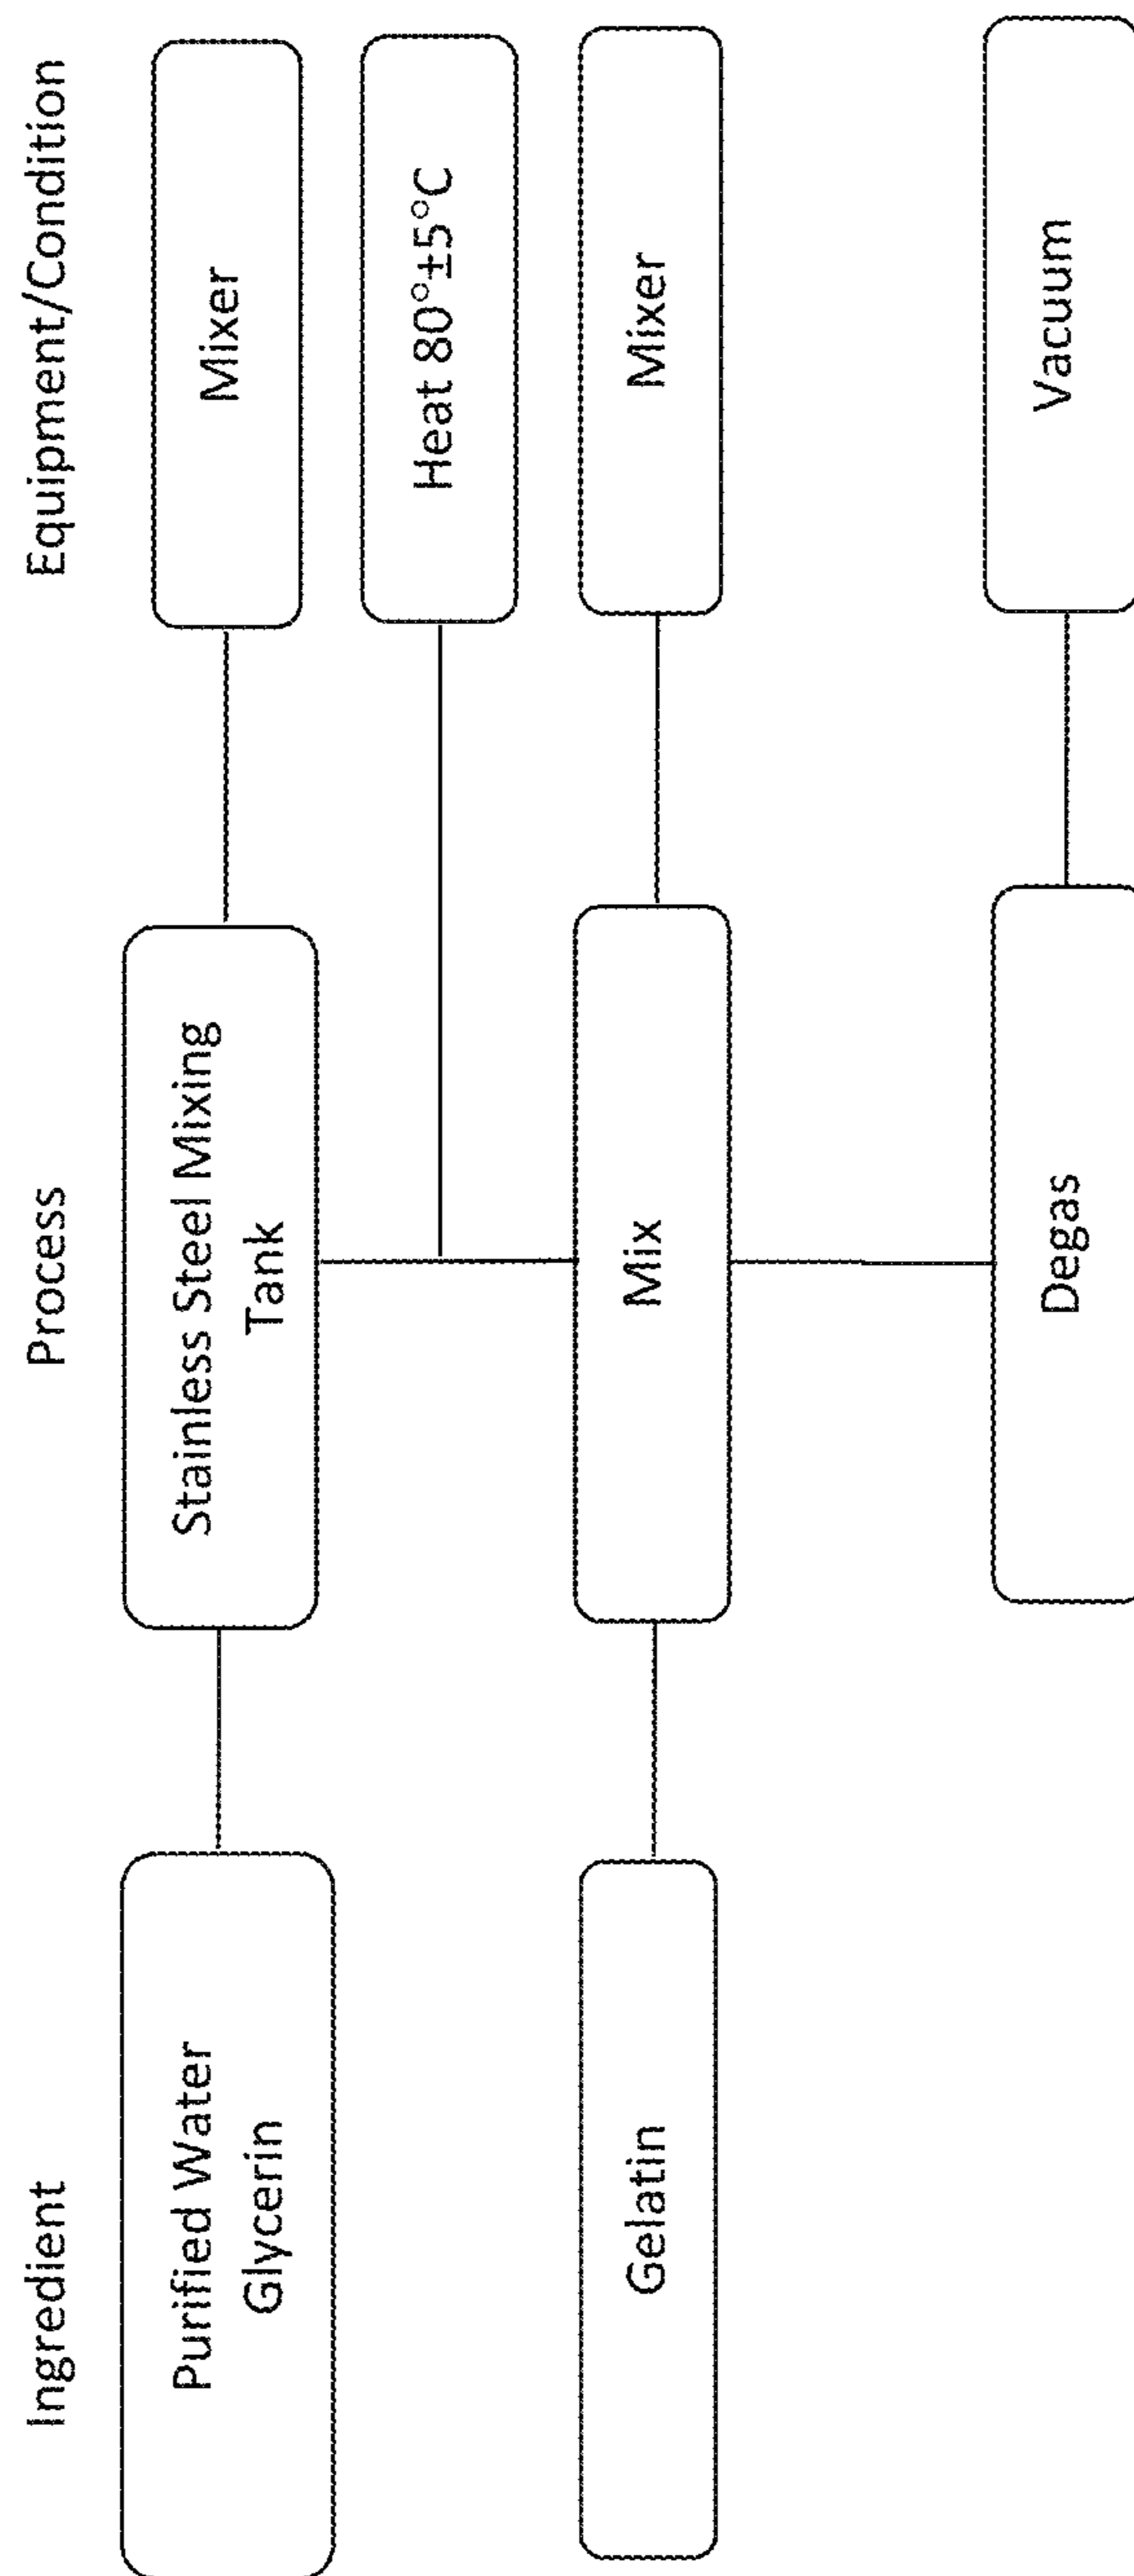 Ingredient
Process
Equipment/Condition
Purified Water
Glycerin
Stainless Steel Mixing
Tank
Mixer
Heat 80°±5°C
Gelatin
Mix
Mixer
Degas
Vacuum